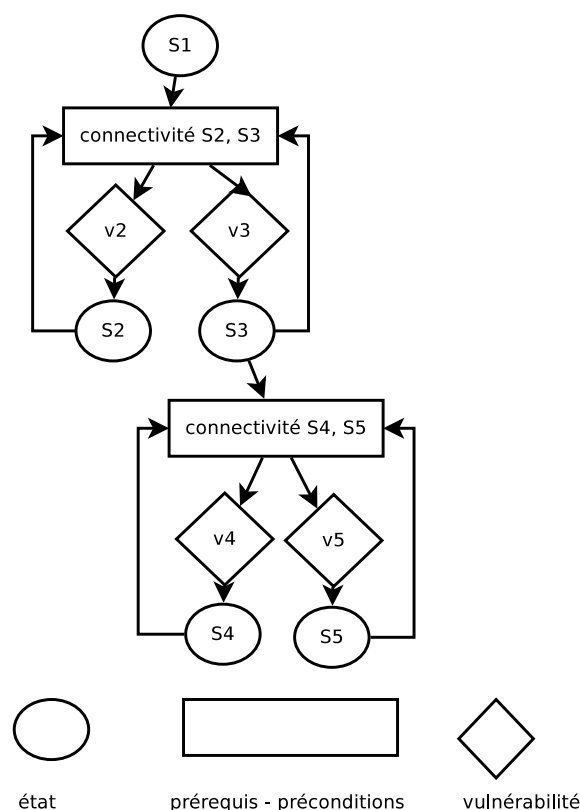 S1
connectivité S2, S3
v2
v3
S2
S3
connectivité S4, S5
v4
v5
S4
S5
état
prérequis - préconditions
vulnérabilité